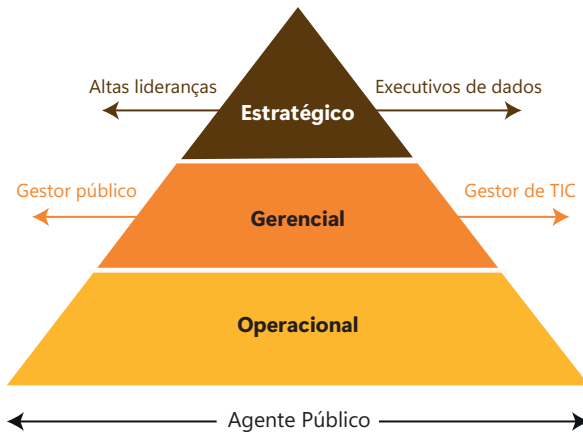 Altas lideranças
Executivos de dados
Estratégico
Gestor público
Gestor de TIC
Gerencial
Operacional
Agente Público